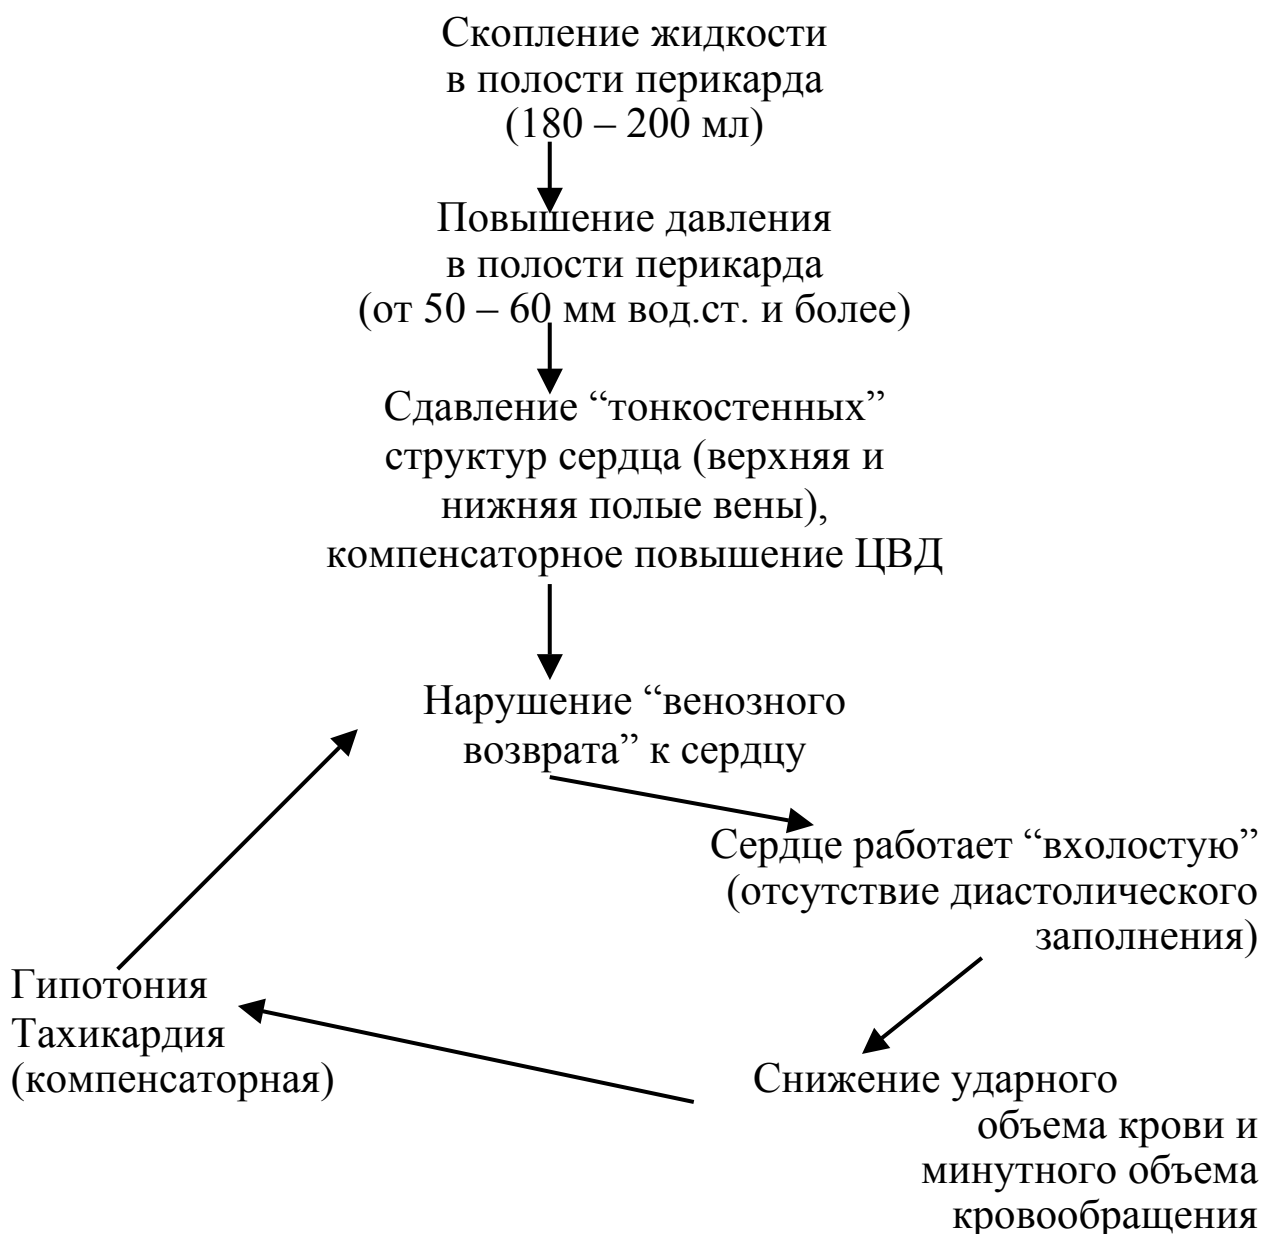 Скопление жидкости
в полости перикарда
(180 – 200 мл)
Повышение давления
в полости перикарда
(от 50 – 60 мм вод.ст. и более)
Сдавление “тонкостенных”
структур сердца (верхняя и
нижняя полые вены),
компенсаторное повышение ЦВД
Нарушение “венозного
возврата” к сердцу
Сердце работает “вхолостую”
(отсутствие диастолического
заполнения)
Гипотония
Тахикардия
(компенсаторная)
Снижение ударного
объема крови и
минутного объема
кровообращения